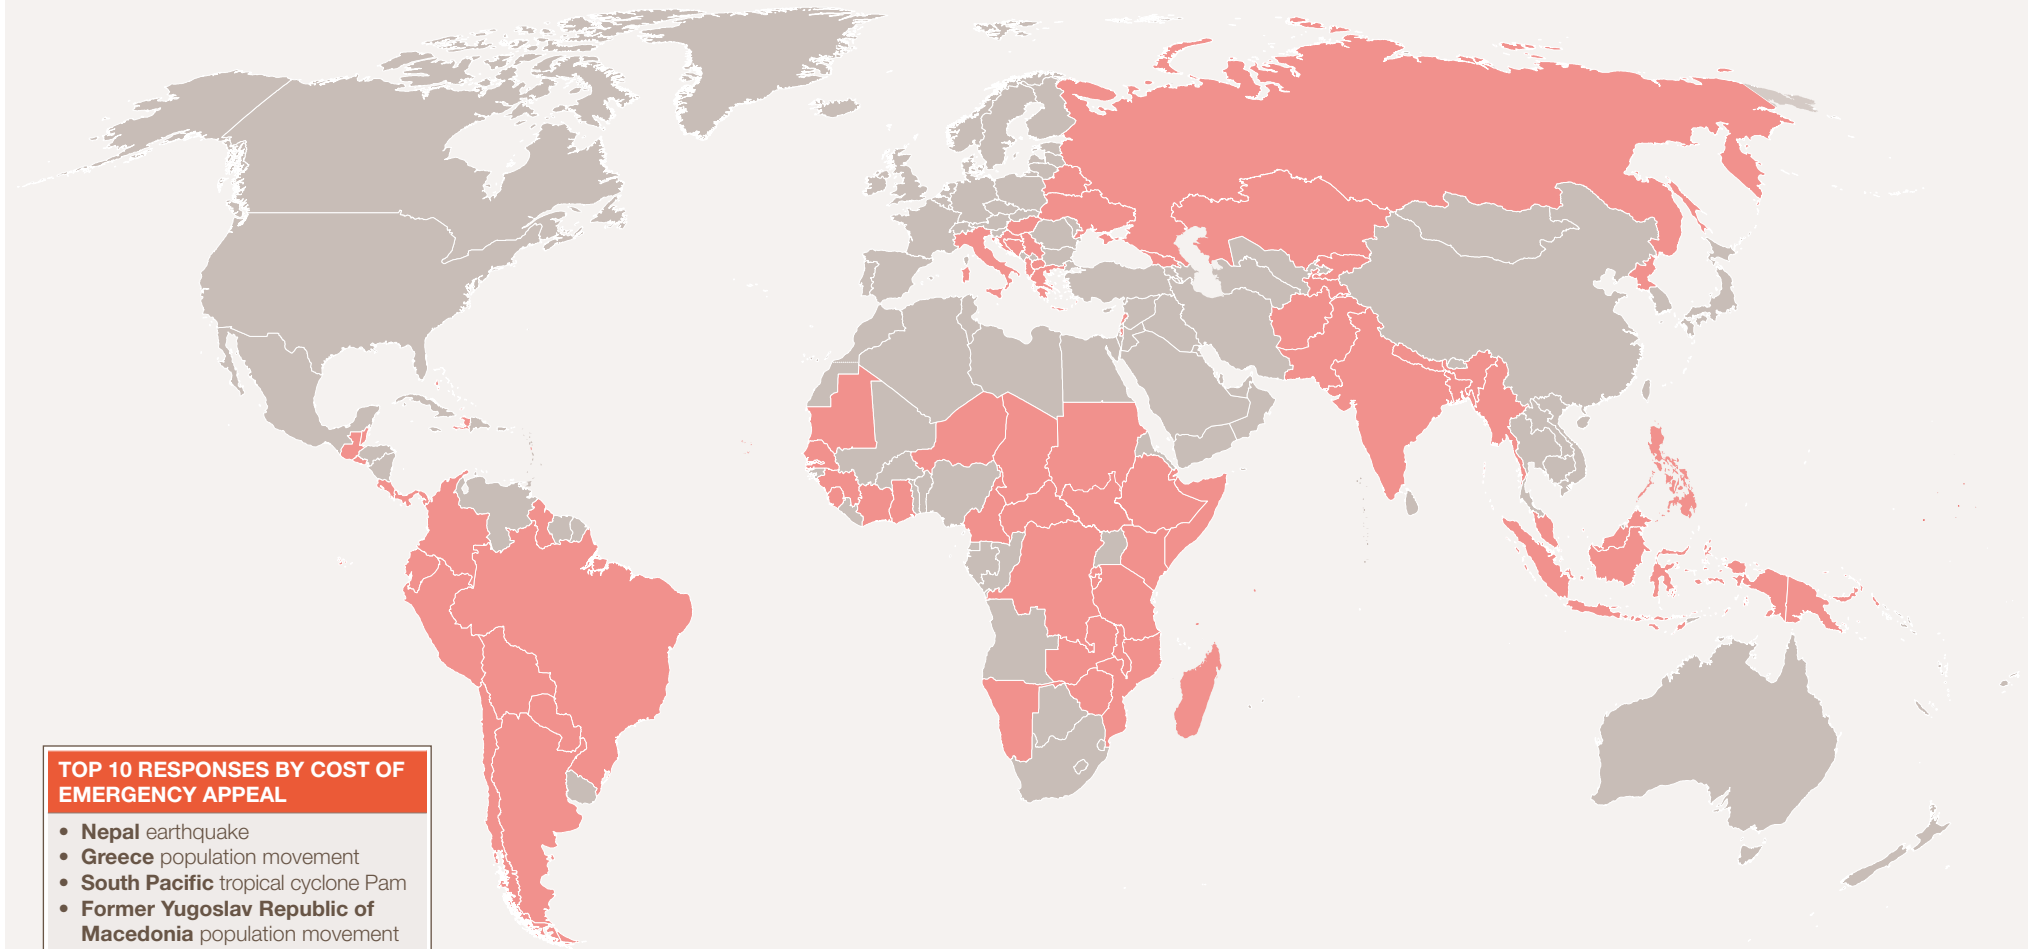 TOP 10 RESPONSES BY COST OF
EMERGENCY APPEAL
• Nepal earthquake
• Greece population movement
• South Pacific tropical cyclone Pam
• Former Yugoslav Republic of
Macedonia population movement